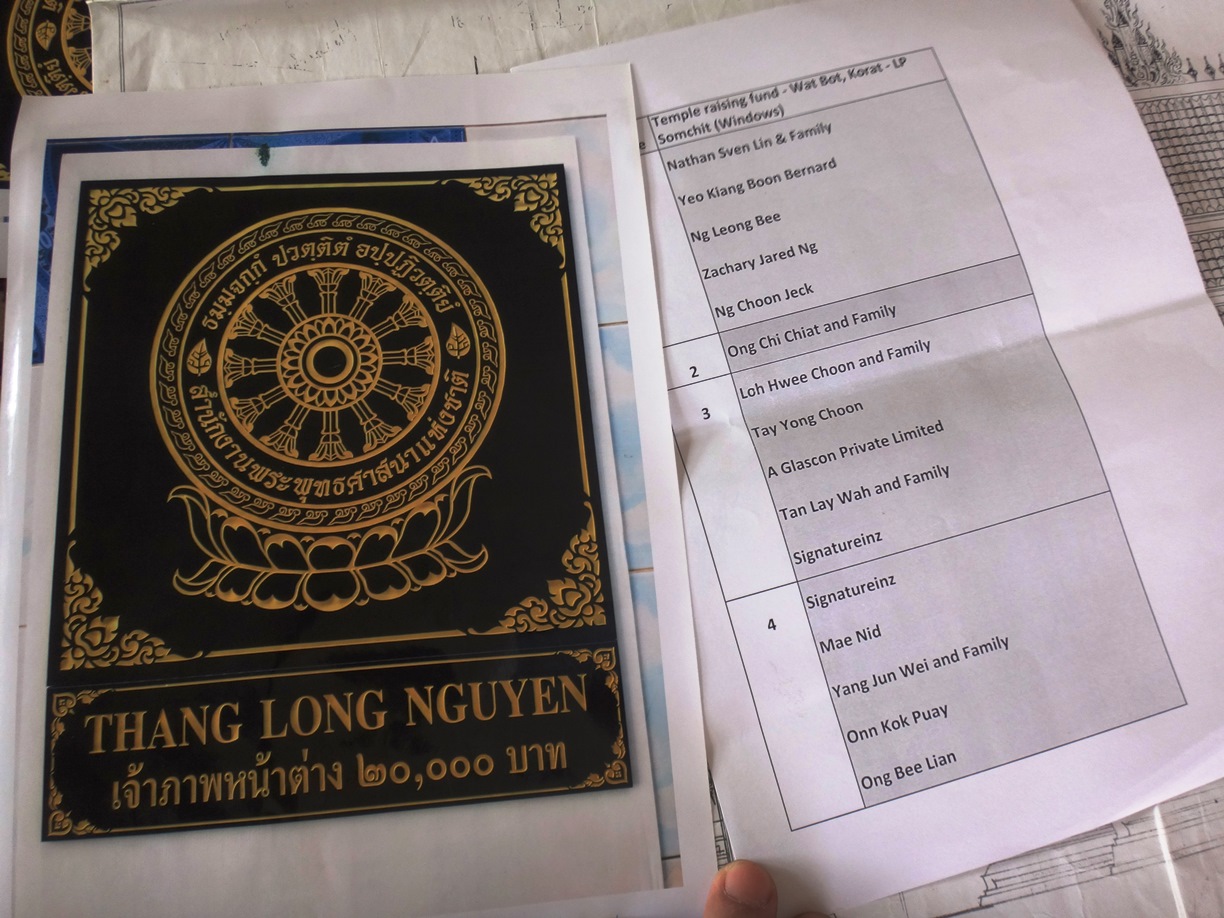 ธมฺมจกฺกํ ปวตฺติตํ อปฺปฏิวตฺติยํ
สำนักงานพระพุทธศาสนาแห่งชาติ
THANG LONG NGUYEN
เจ้าภาพหน้าต่าง ๒๐,๐๐๐ บาท
Temple raising fund - Wat Bot, Korat - LP
Somchit (Windows)
Nathan Sven Lin & Family
Yeo Kiang Boon Bernard
Ng Leong Bee
Zachary Jared Ng
Ng Choon Jeck
2 Ong Chi Chiat and Family
3 Loh Hwee Choon and Family
Tay Yong Choon
A Glascon Private Limited
Tan Lay Wah and Family
Signatureinz
4 Signatureinz
Mae Nid
Yang Jun Wei and Family
Onn Kok Puay
Ong Bee Lian